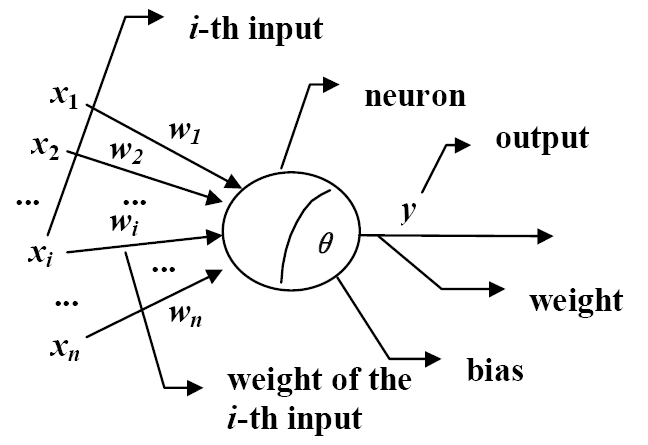 i-th input
x1
neuron
w1
x2
w2
output
...
...
y
wi
θ
xi
...
...
weight
wn
xn
bias
weight of the
i-th input